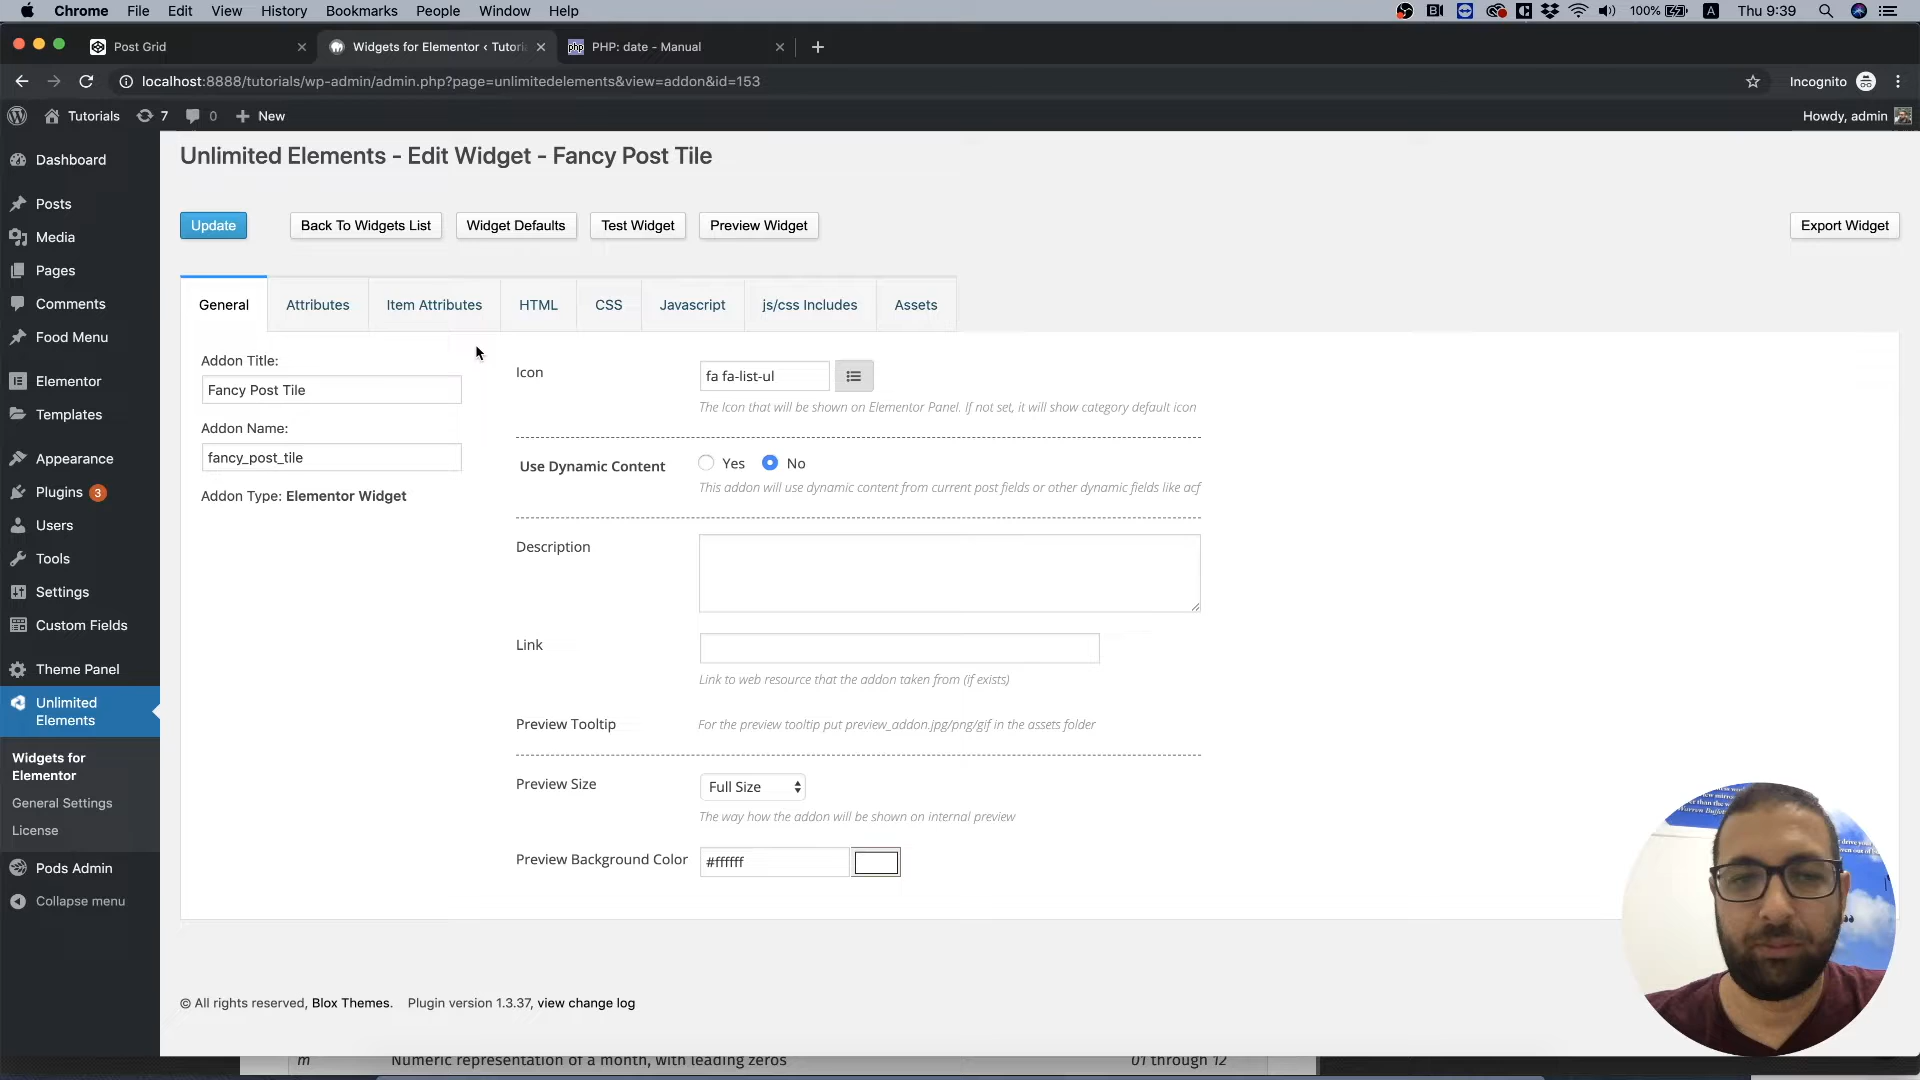 Chrome File Edit View History Bookmarks People Window Help 100% A Thu 9:39
Post Grid
Widgets for Elementor ‹ Tutori
php PHP: date - Manual
localhost:8888/tutorials/wp-admin/admin.php?page=unlimitedelements&view=addon&id=153 Incognito
Tutorials 7 0 New Howdy, admin
Dashboard
Posts
Media
Pages
Comments
Food Menu
Elementor
Templates
Appearance
Plugins 3
Users
Tools
Settings
Custom Fields
Theme Panel
Unlimited
Elements
Widgets for
Elementor
General Settings
License
Pods Admin
Collapse menu
Unlimited Elements - Edit Widget - Fancy Post Tile
Update Back To Widgets List Widget Defaults Test Widget Preview Widget Export Widget
General Attributes Item Attributes HTML CSS Javascript js/css Includes Assets
Addon Title:
Fancy Post Tile
Addon Name:
fancy_post_tile
Addon Type: Elementor Widget
Icon fa fa-list-ul
The Icon that will be shown on Elementor Panel. If not set, it will show category default icon
Use Dynamic Content Yes No
This addon will use dynamic content from current post fields or other dynamic fields like acf
Description
Link
Link to web resource that the addon taken from (if exists)
Preview Tooltip For the preview tooltip put preview_addon.jpg/png/gif in the assets folder
Preview Size Full Size
The way how the addon will be shown on internal preview
Preview Background Color #ffffff
© All rights reserved, Blox Themes. Plugin version 1.3.37, view change log
m Numeric representation of a month, with leading zeros 01 through 12